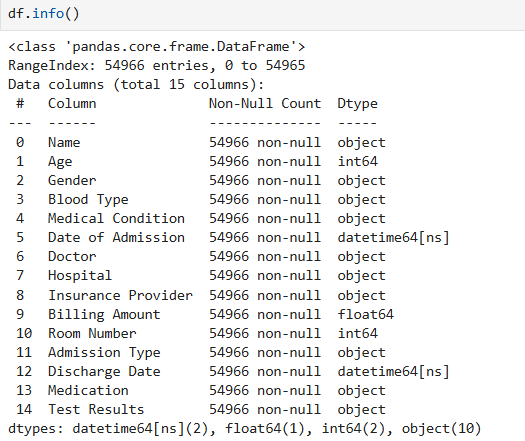 df.info()
<class 'pandas.core.frame.DataFrame'>
RangeIndex: 54966 entries, 0 to 54965
Data columns (total 15 columns):
 #   Column              Non-Null Count  Dtype
---  ------              --------------  -----
 0   Name                54966 non-null  object
 1   Age                 54966 non-null  int64
 2   Gender              54966 non-null  object
 3   Blood Type          54966 non-null  object
 4   Medical Condition   54966 non-null  object
 5   Date of Admission   54966 non-null  datetime64[ns]
 6   Doctor              54966 non-null  object
 7   Hospital            54966 non-null  object
 8   Insurance Provider  54966 non-null  object
 9   Billing Amount      54966 non-null  float64
 10  Room Number         54966 non-null  int64
 11  Admission Type      54966 non-null  object
 12  Discharge Date      54966 non-null  datetime64[ns]
 13  Medication          54966 non-null  object
 14  Test Results        54966 non-null  object
dtypes: datetime64[ns](2), float64(1), int64(2), object(10)